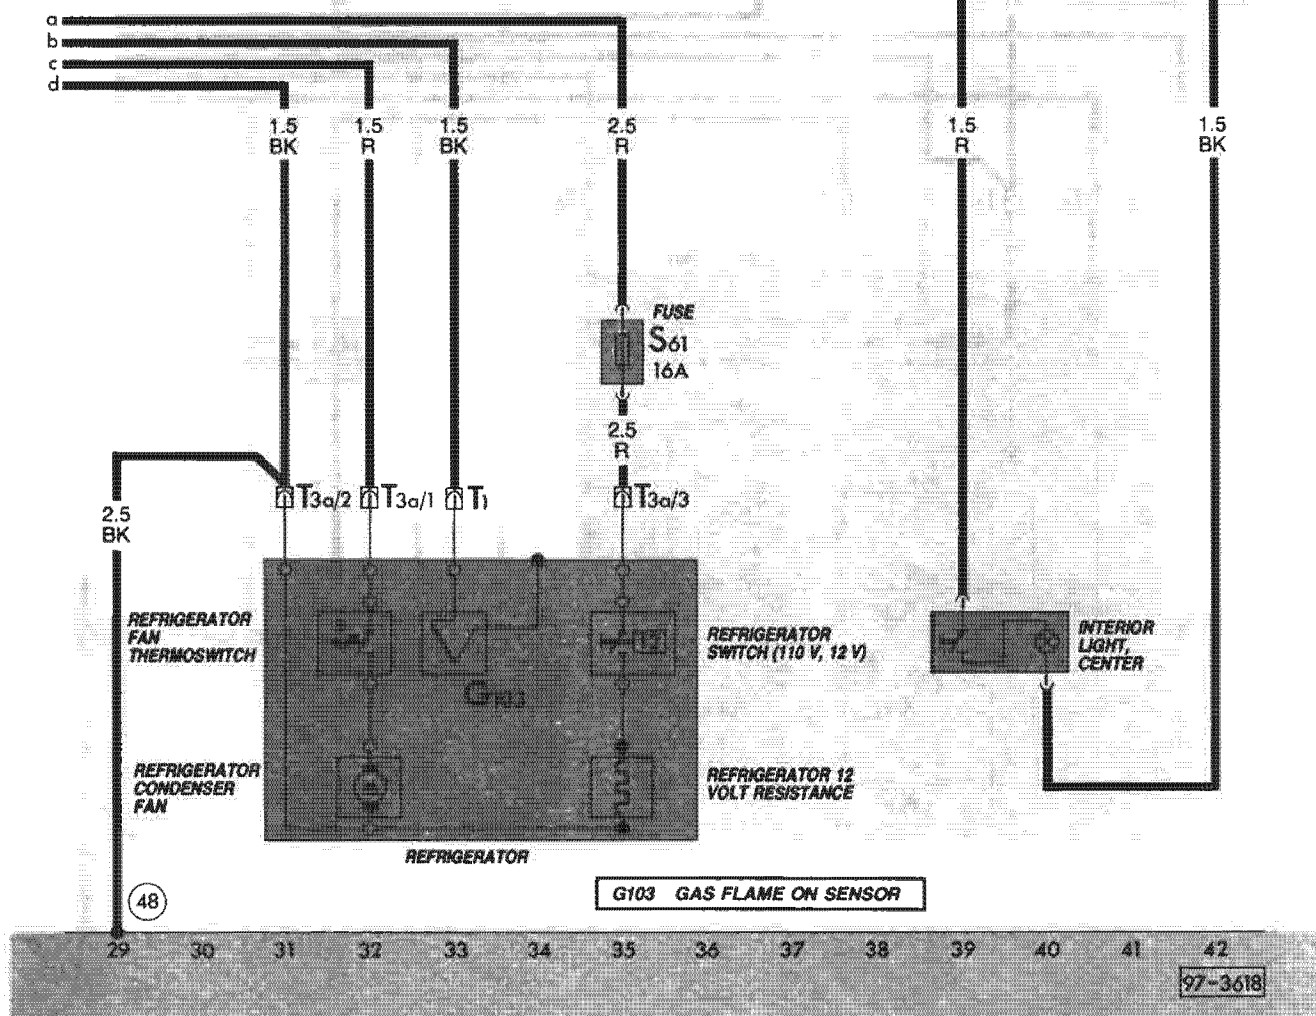 a
b
c
d
1.5 BK
1.5 R
1.5 BK
2.5 R
1.5 R
1.5 BK
FUSE
S61
16A
2.5 R
T3a/2
T3a/1
T1
T3a/3
2.5 BK
REFRIGERATOR
FAN
THERMOSWITCH
REFRIGERATOR
SWITCH (110 V, 12 V)
INTERIOR
LIGHT,
CENTER
G103
REFRIGERATOR
CONDENSER
FAN
REFRIGERATOR 12
VOLT RESISTANCE
REFRIGERATOR
G103 GAS FLAME ON SENSOR
48
29 30 31 32 33 34 35 36 37 38 39 40 41 42
97-3618